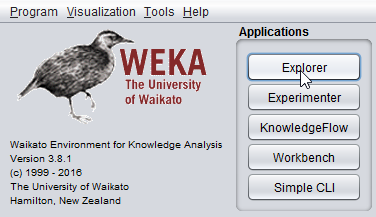 Program Visualization Tools Help
WEKA
The University
of Waikato
Waikato Environment for Knowledge Analysis
Version 3.8.1
(c) 1999 - 2016
The University of Waikato
Hamilton, New Zealand
Applications
Explorer
Experimenter
KnowledgeFlow
Workbench
Simple CLI